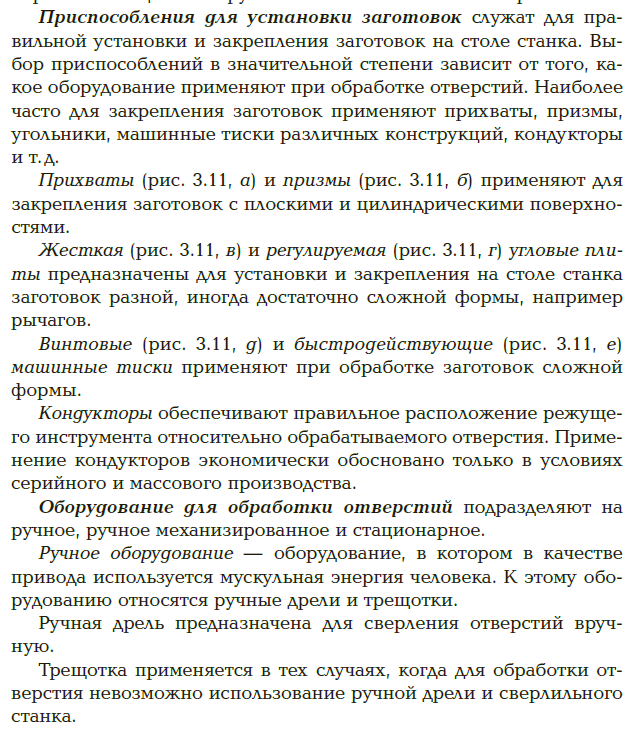 Приспособления для установки заготовок служат для пра-
вильной установки и закрепления заготовок на столе станка. Вы-
бор приспособлений в значительной степени зависит от того, ка-
кое оборудование применяют при обработке отверстий. Наиболее
часто для закрепления заготовок применяют прихваты, призмы,
угольники, машинные тиски различных конструкций, кондукторы
и т. д.
Прихваты (рис. 3.11, а) и призмы (рис. 3.11, б) применяют для
закрепления заготовок с плоскими и цилиндрическими поверхно-
стями.
Жесткая (рис. 3.11, в) и регулируемая (рис. 3.11, г) угловые пли-
ты предназначены для установки и закрепления на столе станка
заготовок разной, иногда достаточно сложной формы, например
рычагов.
Винтовые (рис. 3.11, д) и быстродействующие (рис. 3.11, е)
машинные тиски применяют при обработке заготовок сложной
формы.
Кондукторы обеспечивают правильное расположение режуще-
го инструмента относительно обрабатываемого отверстия. Приме-
нение кондукторов экономически обосновано только в условиях
серийного и массового производства.
Оборудование для обработки отверстий подразделяют на
ручное, ручное механизированное и стационарное.
Ручное оборудование — оборудование, в котором в качестве
привода используется мускульная энергия человека. К этому обо-
рудованию относятся ручные дрели и трещотки.
Ручная дрель предназначена для сверления отверстий вруч-
ную.
Трещотка применяется в тех случаях, когда для обработки от-
верстия невозможно использование ручной дрели и сверлильного
станка.